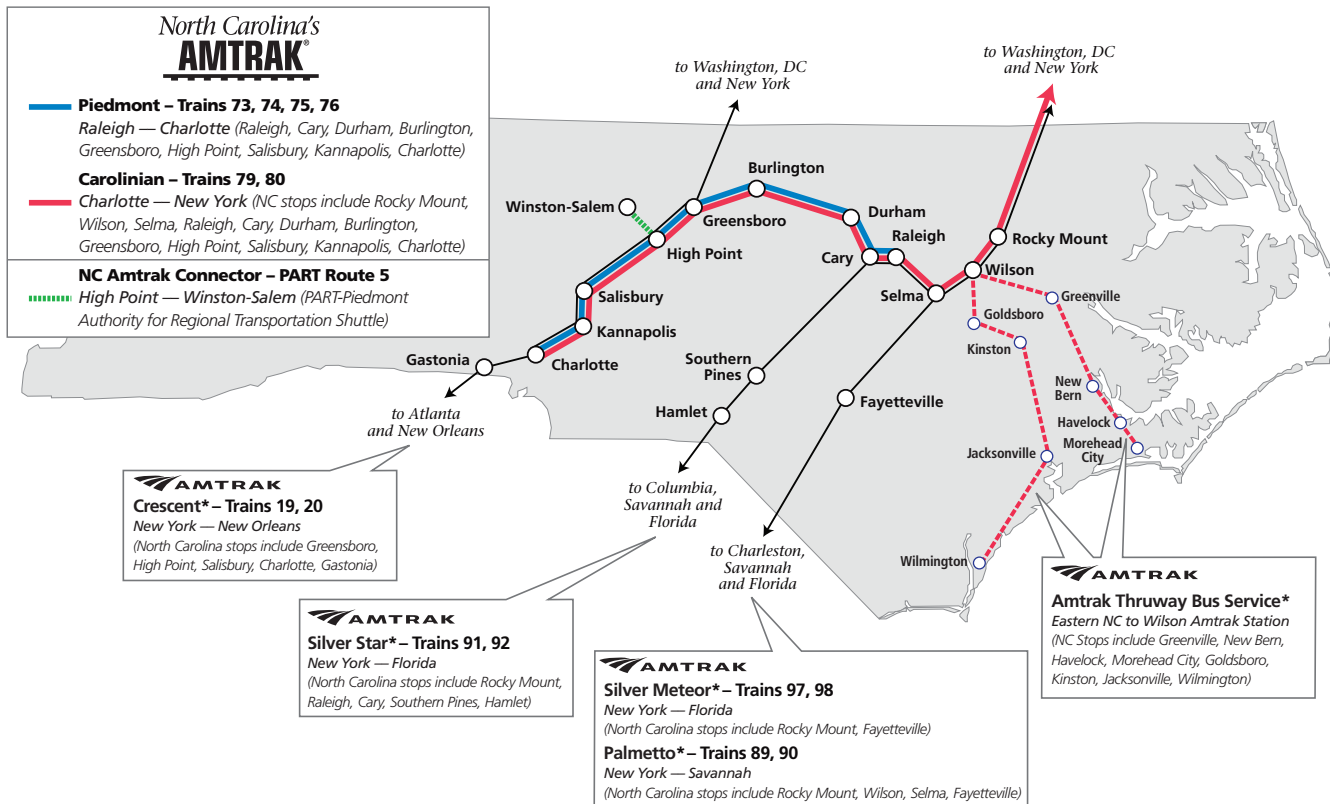 North Carolina's
AMTRAK®
Piedmont – Trains 73, 74, 75, 76
Raleigh — Charlotte (Raleigh, Cary, Durham, Burlington,
Greensboro, High Point, Salisbury, Kannapolis, Charlotte)
Carolinian – Trains 79, 80
Charlotte — New York (NC stops include Rocky Mount,
Wilson, Selma, Raleigh, Cary, Durham, Burlington,
Greensboro, High Point, Salisbury, Kannapolis, Charlotte)
NC Amtrak Connector – PART Route 5
High Point — Winston-Salem (PART-Piedmont
Authority for Regional Transportation Shuttle)
to Washington, DC
and New York
to Washington, DC
and New York
Burlington
Winston-Salem
Greensboro
Durham
Raleigh
High Point
Cary
Rocky Mount
Wilson
Selma
Salisbury
Greenville
Goldsboro
Kannapolis
Kinston
Gastonia
Charlotte
Southern
Pines
New
Bern
Hamlet
Fayetteville
Havelock
Morehead
City
Jacksonville
to Atlanta
and New Orleans
to Columbia,
Savannah and
Florida
to Charleston,
Savannah
and Florida
Wilmington
AMTRAK
Crescent* – Trains 19, 20
New York — New Orleans
(North Carolina stops include Greensboro,
High Point, Salisbury, Charlotte, Gastonia)
AMTRAK
Silver Star* – Trains 91, 92
New York — Florida
(North Carolina stops include Rocky Mount,
Raleigh, Cary, Southern Pines, Hamlet)
AMTRAK
Silver Meteor* – Trains 97, 98
New York — Florida
(North Carolina stops include Rocky Mount, Fayetteville)
Palmetto* – Trains 89, 90
New York — Savannah
(North Carolina stops include Rocky Mount, Wilson, Selma, Fayetteville)
AMTRAK
Amtrak Thruway Bus Service*
Eastern NC to Wilson Amtrak Station
(NC Stops include Greenville, New Bern,
Havelock, Morehead City, Goldsboro,
Kinston, Jacksonville, Wilmington)